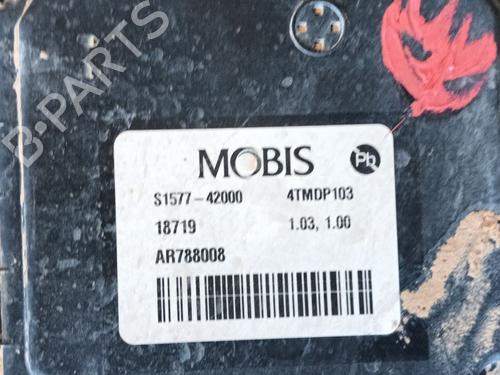 B-PARTS
MOBIS Pb
S1577-42000 4TMDP103
18719 1.03, 1.00
AR788008